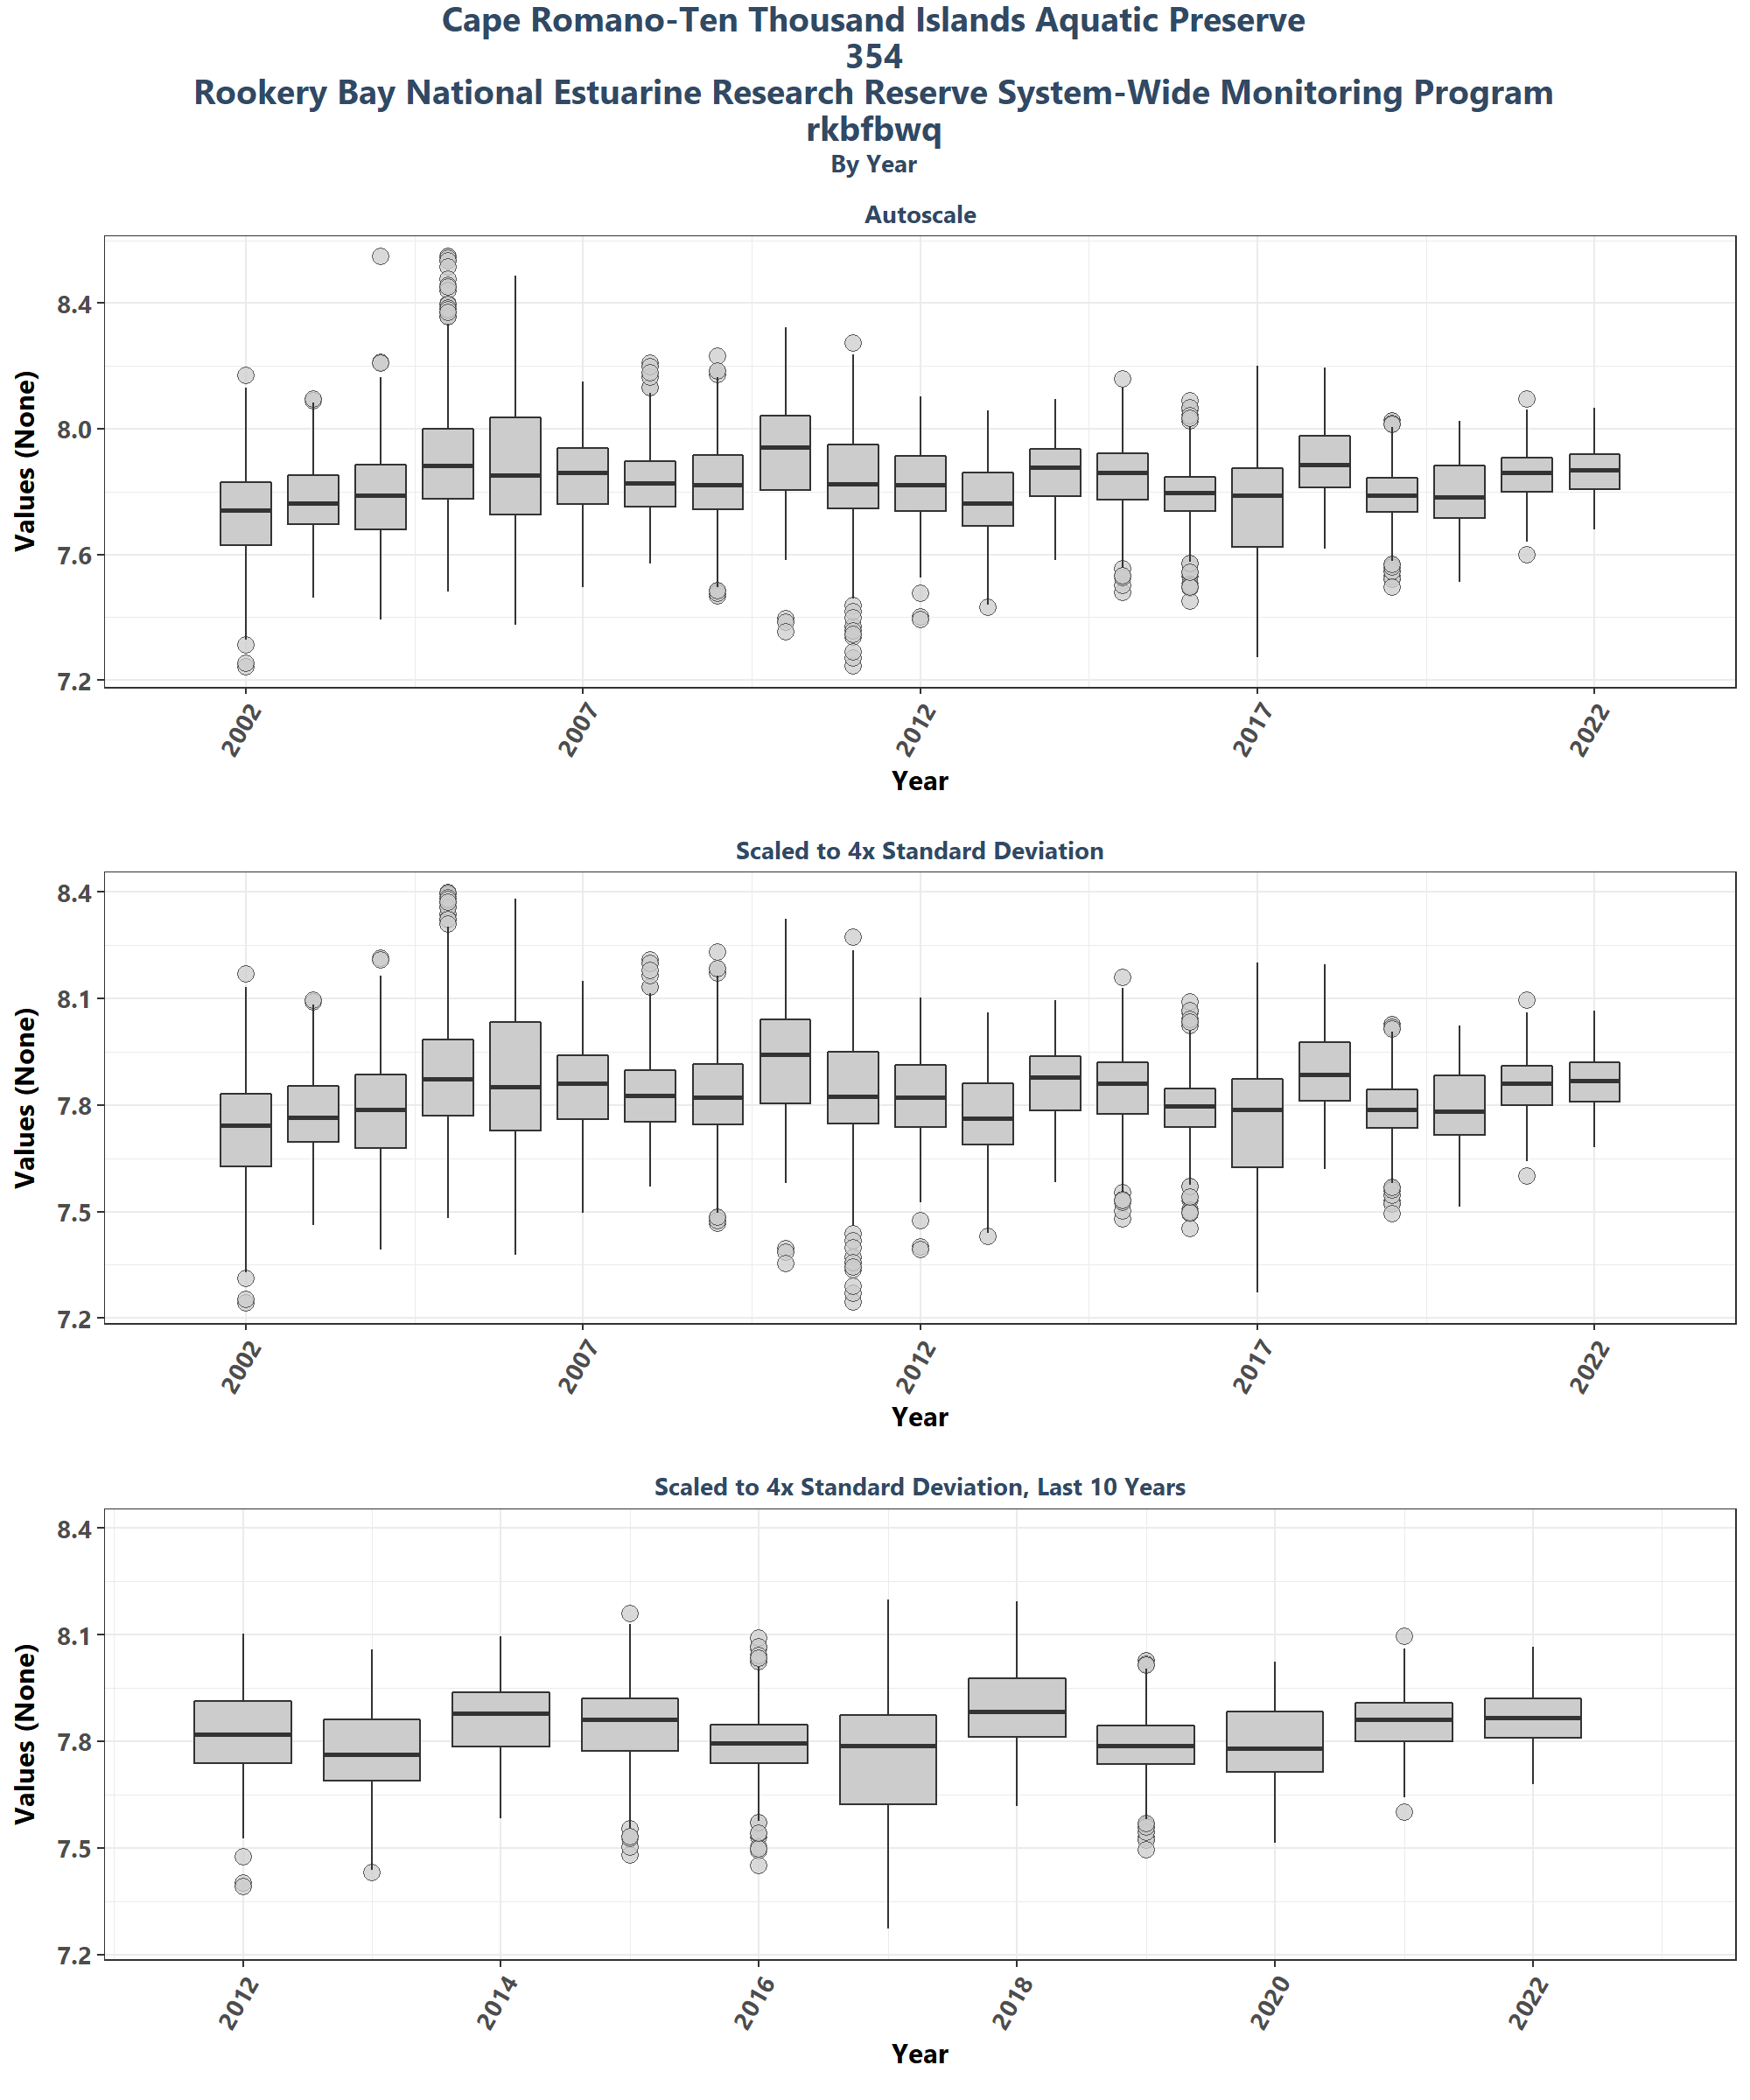 Cape Romano-Ten Thousand Islands Aquatic Preserve
354
Rookery Bay National Estuarine Research Reserve System-Wide Monitoring Program
rkbfbwq
By Year
Autoscale
Values (None)
8.4
8.0
7.6
7.2
2002
2007
2012
2017
2022
Year
Scaled to 4x Standard Deviation
Values (None)
8.4
8.1
7.8
7.5
7.2
2002
2007
2012
2017
2022
Year
Scaled to 4x Standard Deviation, Last 10 Years
Values (None)
8.4
8.1
7.8
7.5
7.2
2012
2014
2016
2018
2020
2022
Year